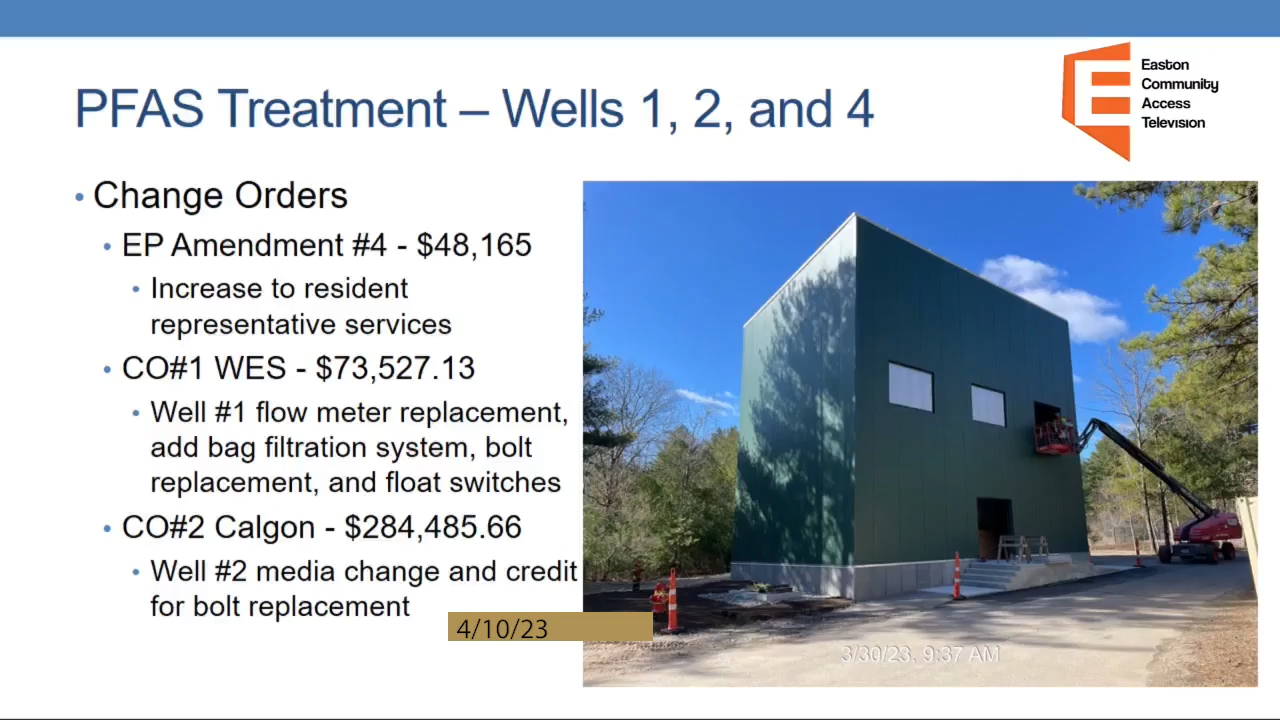 PFAS Treatment – Wells 1, 2, and 4
Easton
Community
Access
Television
• Change Orders
• EP Amendment #4 - $48,165
• Increase to resident
representative services
• CO#1 WES - $73,527.13
• Well #1 flow meter replacement,
add bag filtration system, bolt
replacement, and float switches
• CO#2 Calgon - $284,485.66
• Well #2 media change and credit
for bolt replacement
4/10/23
3/30/23, 9:37 AM